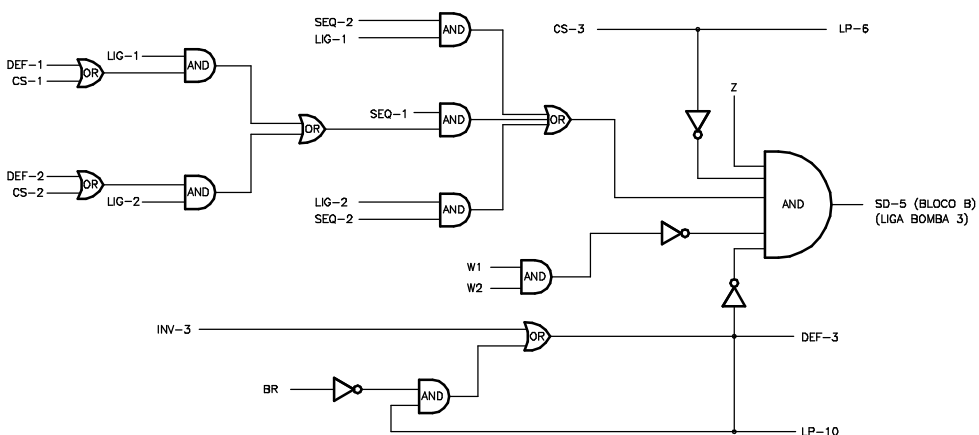 SEQ-2
LIG-1
AND
CS-3
LP-6
DEF-1
CS-1
OR
LIG-1
AND
Z
SEQ-1
AND
OR
OR
DEF-2
CS-2
OR
LIG-2
AND
LIG-2
SEQ-2
AND
AND
SD-5 (BLOCO B)
(LIGA BOMBA 3)
W1
W2
AND
INV-3
OR
DEF-3
BR
AND
LP-10